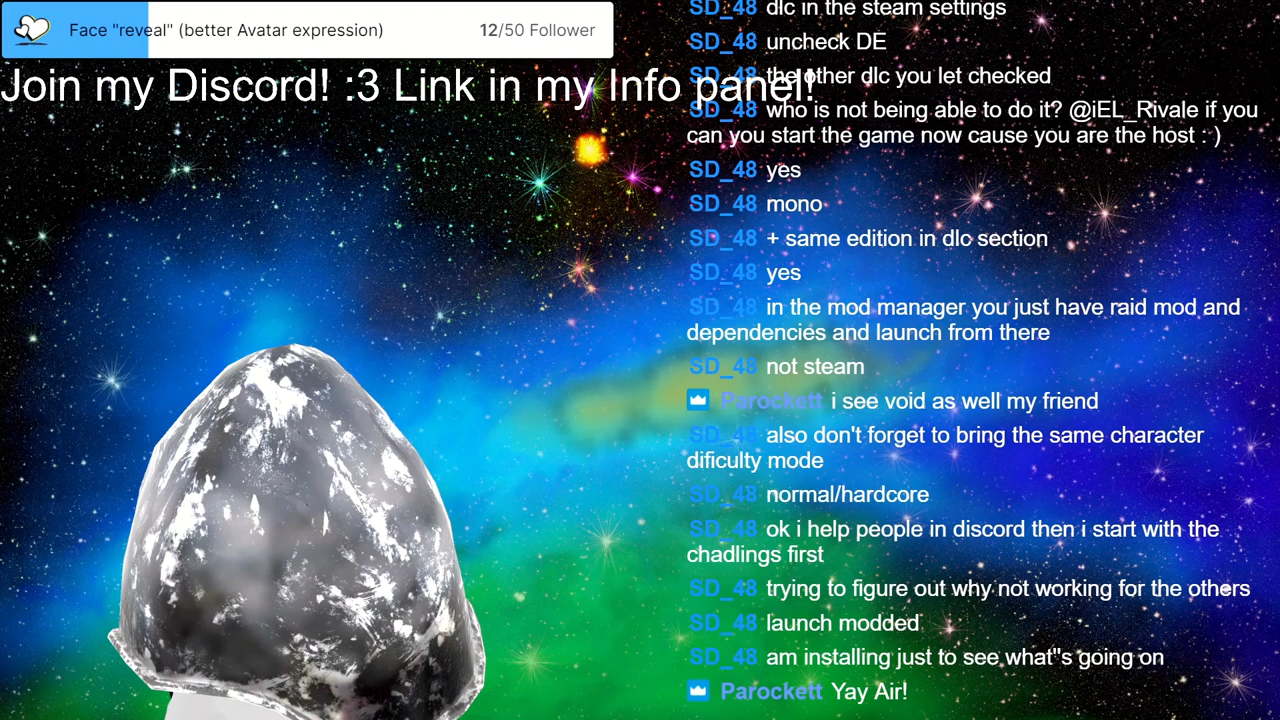 Face "reveal" (better Avatar expression) 12/50 Follower
Join my Discord! :3 Link in my Info panel!
SD_48 dlc in the steam settings
SD_48 uncheck DE
SD_48 the other dlc you let checked
SD_48 who is not being able to do it? @iEL_Rivale if you
can you start the game now cause you are the host : )
SD_48 yes
SD_48 mono
SD_48 + same edition in dlc section
SD_48 yes
SD_48 in the mod manager you just have raid mod and
dependencies and launch from there
SD_48 not steam
Parockett i see void as well my friend
SD_48 also don't forget to bring the same character
dificulty mode
SD_48 normal/hardcore
SD_48 ok i help people in discord then i start with the
chadlings first
SD_48 trying to figure out why not working for the others
SD_48 launch modded
SD_48 am installing just to see what"s going on
Parockett Yay Air!